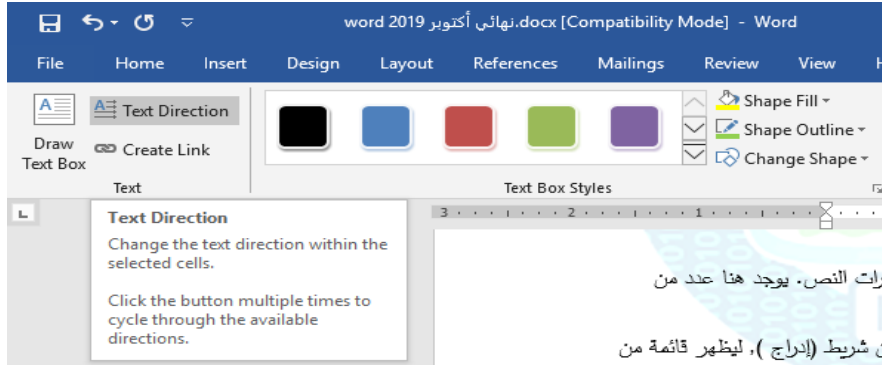 word 2019 نهائي أكتوبر.docx [Compatibility Mode] - Word
File Home Insert Design Layout References Mailings Review View
Text Direction
Draw Text Box
Create Link
Text
Shape Fill
Shape Outline
Change Shape
Text Box Styles
Text Direction
Change the text direction within the
selected cells.
Click the button multiple times to
cycle through the available
directions.
3 2 1
النص. يوجد هنا عدد من
شريط (إدراج ), ليظهر قائمة من